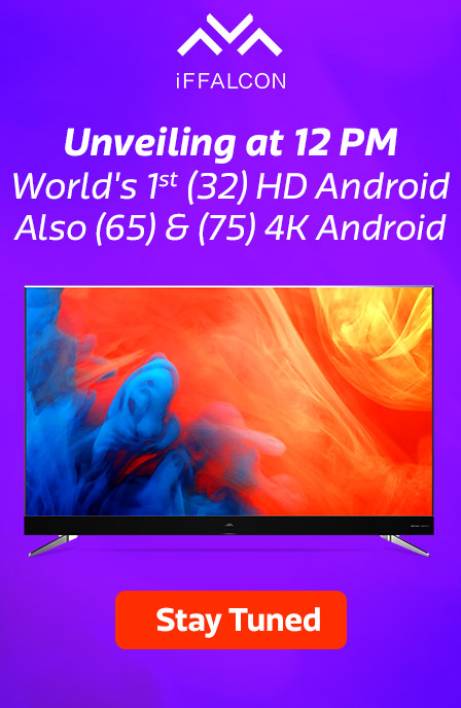 iFFALCON
Unveiling at 12 PM
World's 1st (32) HD Android
Also (65) & (75) 4K Android
Stay Tuned